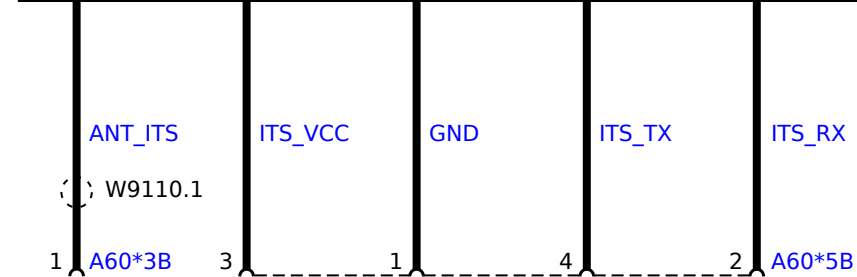 ANT_ITS ITS_VCC GND ITS_TX ITS_RX
W9110.1
1 A60*3B 3 1 4 2 A60*5B